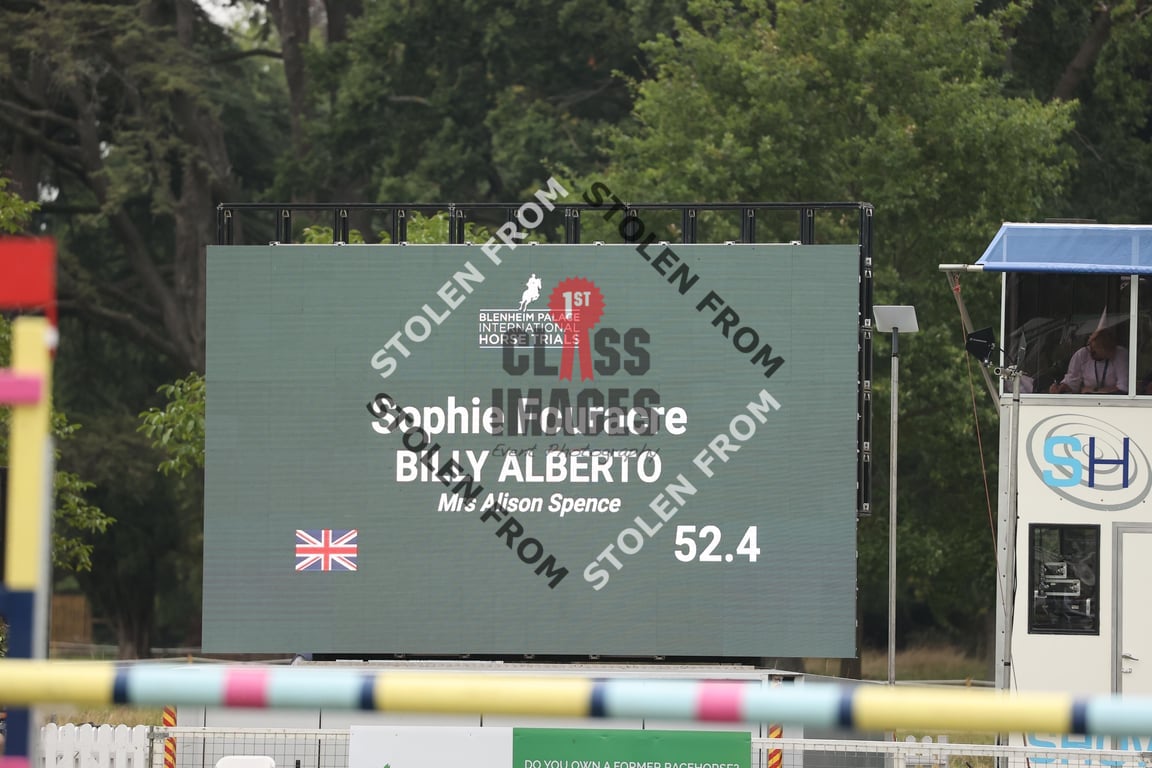 STOLEN FROM
STOLEN FROM
BLENHEIM PALACE
INTERNATIONAL
HORSE TRIALS
1ST
CLASS
IMAGES
Event Photography
Sophie Fouracre
BILLY ALBERTO
Mrs Alison Spence
52.4
STOLEN FROM
STOLEN FROM
SH
DO YOU OWN A FORMER RACEHORSE?